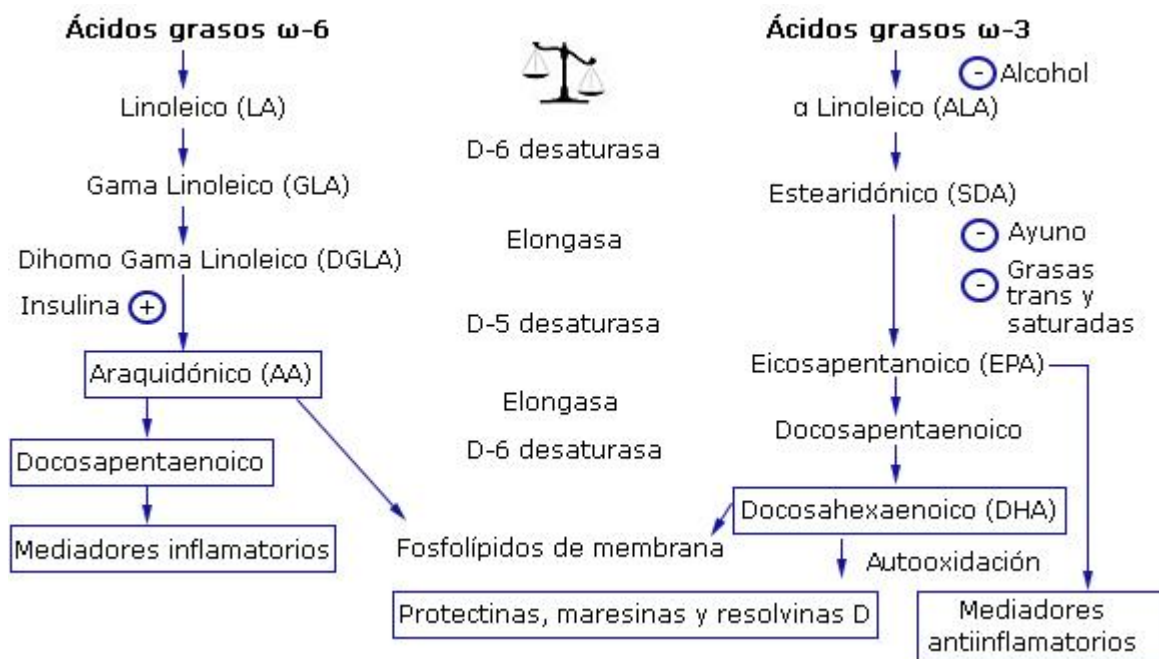 Ácidos grasos ω-6
Ácidos grasos ω-3
- Alcohol
Linoleico (LA)
α Linoleico (ALA)
D-6 desaturasa
Gama Linoleico (GLA)
Estearidónico (SDA)
Elongasa
- Ayuno
Dihomo Gama Linoleico (DGLA)
- Grasas
trans y
saturadas
Insulina +
D-5 desaturasa
Araquidónico (AA)
Eicosapentanoico (EPA)
Elongasa
Docosapentaenoico
D-6 desaturasa
Docosapentaenoico
Docosahexaenoico (DHA)
Mediadores inflamatorios
Fosfolípidos de membrana
Autooxidación
Protectinas, maresinas y resolvinas D
Mediadores
antiinflamatorios